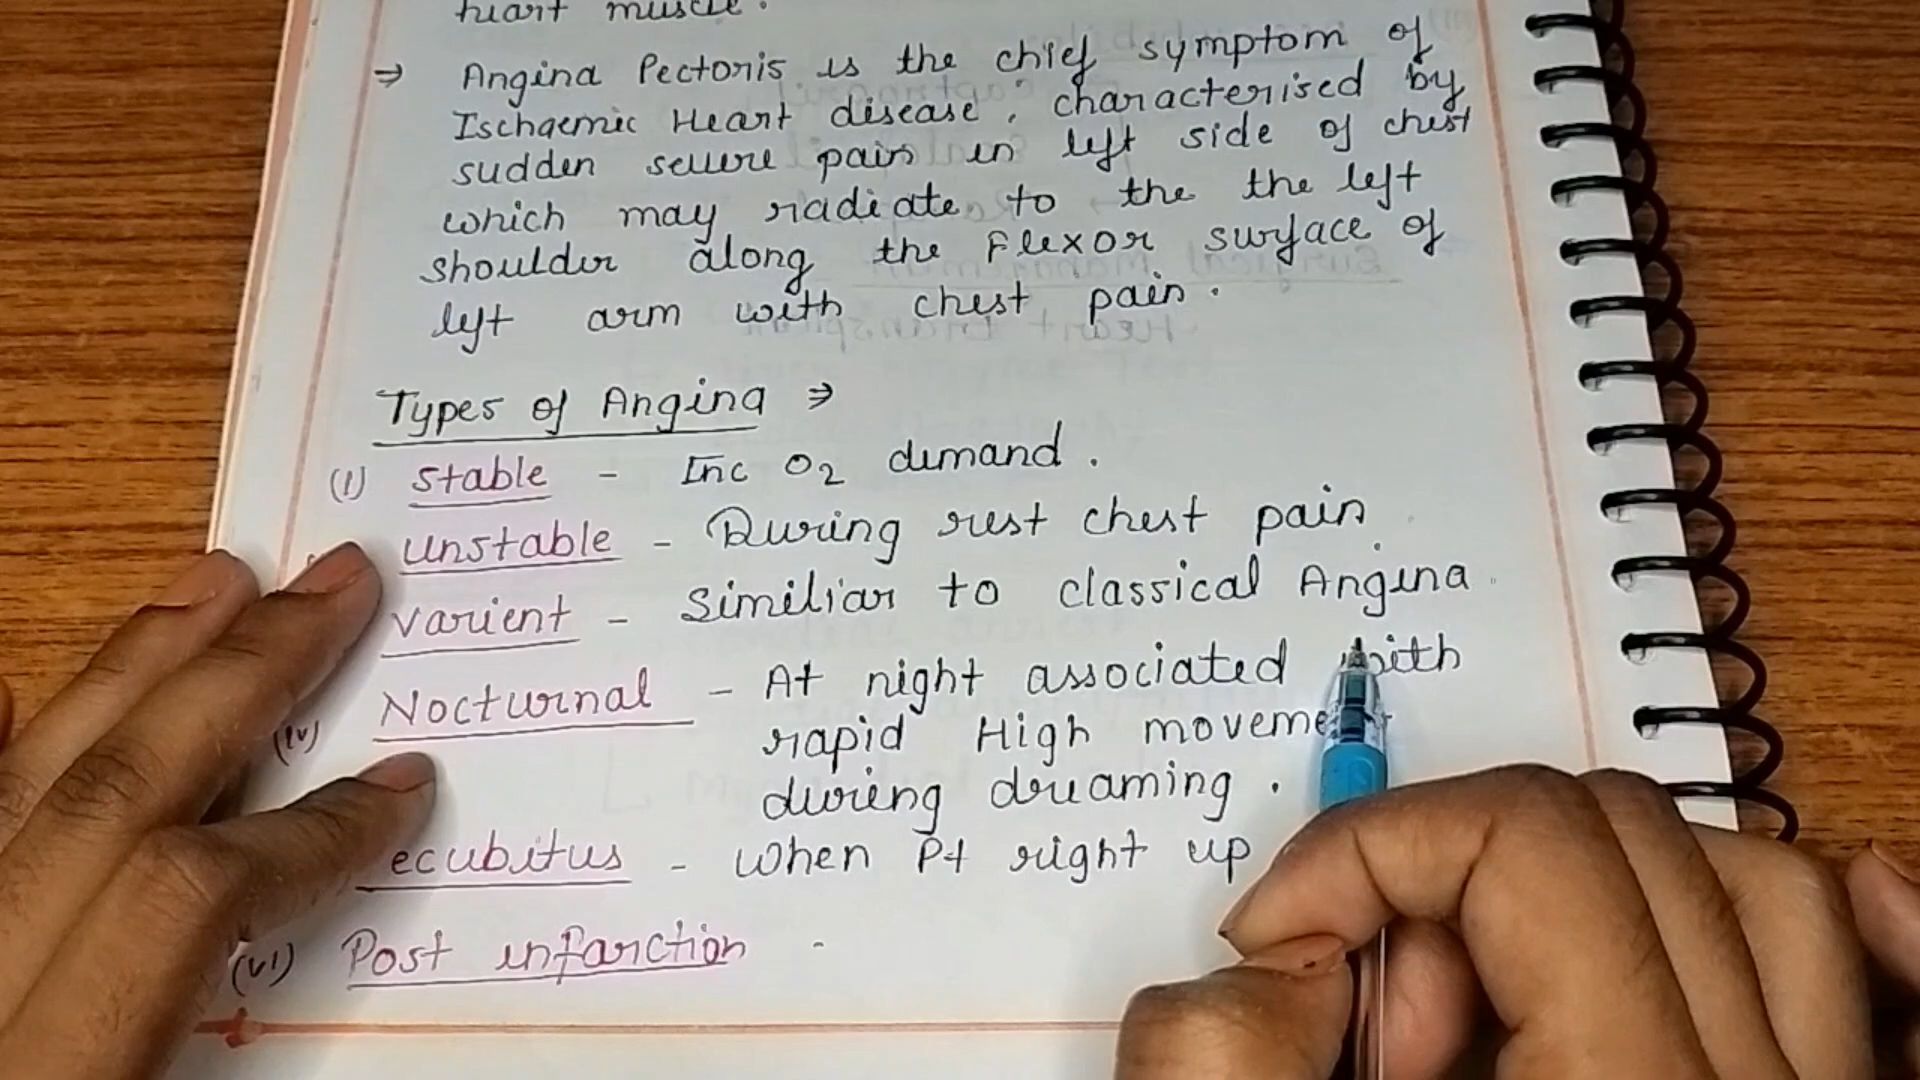 heart muscle.
⇒ Angina Pectoris is the chief symptom of
Ischaemic Heart disease, characterised by
sudden severe pain in left side of chest
which may radiate to the the left
shoulder along the Flexor surface of
left arm with chest pain.
Types of Angina ⇒
(i) stable - Inc O2 demand.
unstable - During rest chest pain
varient - Similiar to classical Angina.
(iv) Nocturnal - At night associated with
rapid High
during dreaming.
ecubitus - When Pt right up
(vi) Post infarction -